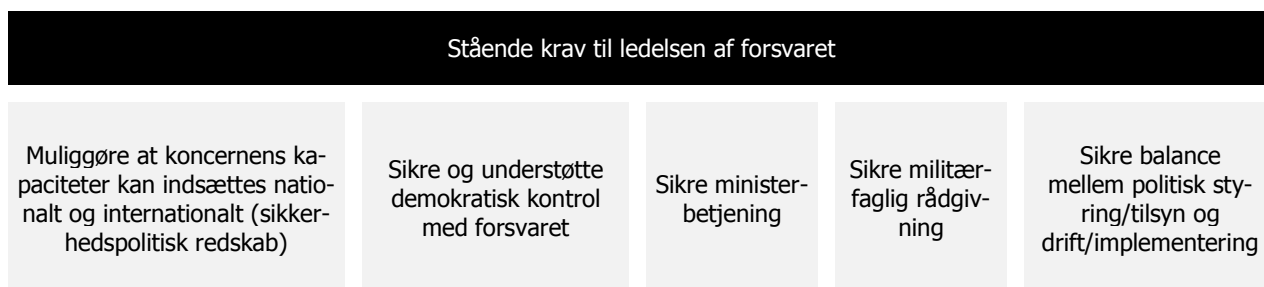 Stående krav til ledelsen af forsvaret
Muliggøre at koncernens ka-
paciteter kan indsættes natio-
nalt og internationalt (sikker-
hedspolitisk redskab)
Sikre og understøtte
demokratisk kontrol
med forsvaret
Sikre minister-
betjening
Sikre militær-
faglig rådgiv-
ning
Sikre balance
mellem politisk sty-
ring/tilsyn og
drift/implementering